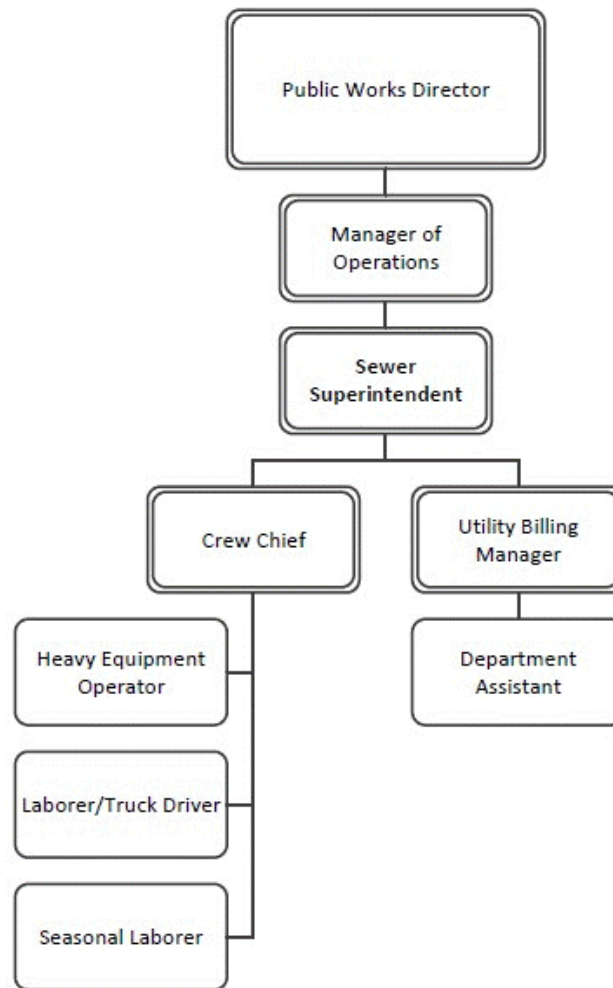 Public Works Director
Manager of
Operations
Sewer
Superintendent
Crew Chief
Utility Billing
Manager
Heavy Equipment
Operator
Department
Assistant
Laborer/Truck Driver
Seasonal Laborer